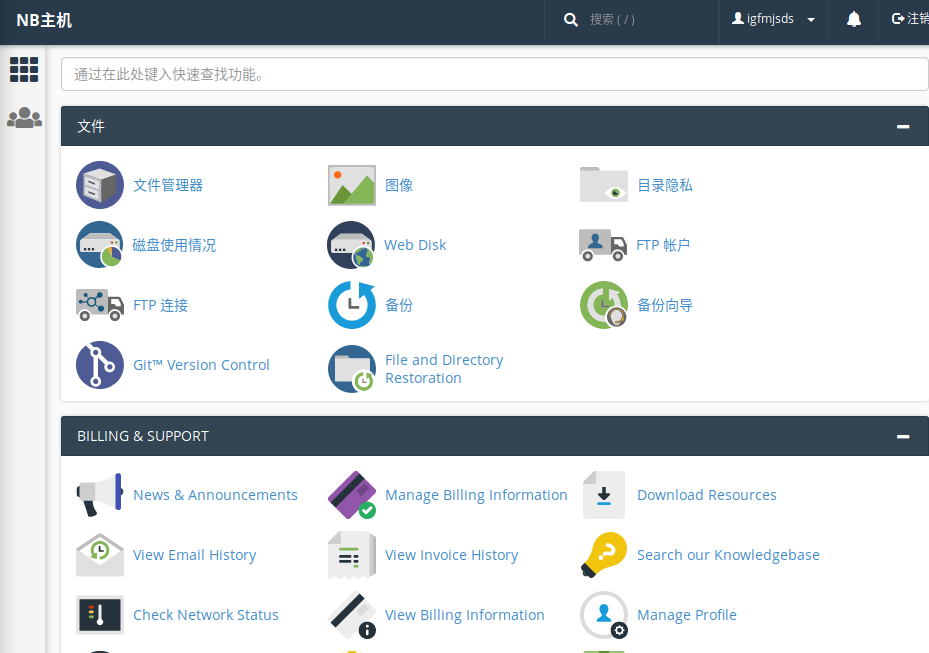 NB主机
搜索 ( / )
igfmjsds
注销
通过在此处键入快速查找功能。
文件
文件管理器
图像
目录隐私
磁盘使用情况
Web Disk
FTP 帐户
FTP 连接
备份
备份向导
Git™ Version Control
File and Directory
Restoration
BILLING & SUPPORT
News & Announcements
Manage Billing Information
Download Resources
View Email History
View Invoice History
Search our Knowledgebase
Check Network Status
View Billing Information
Manage Profile